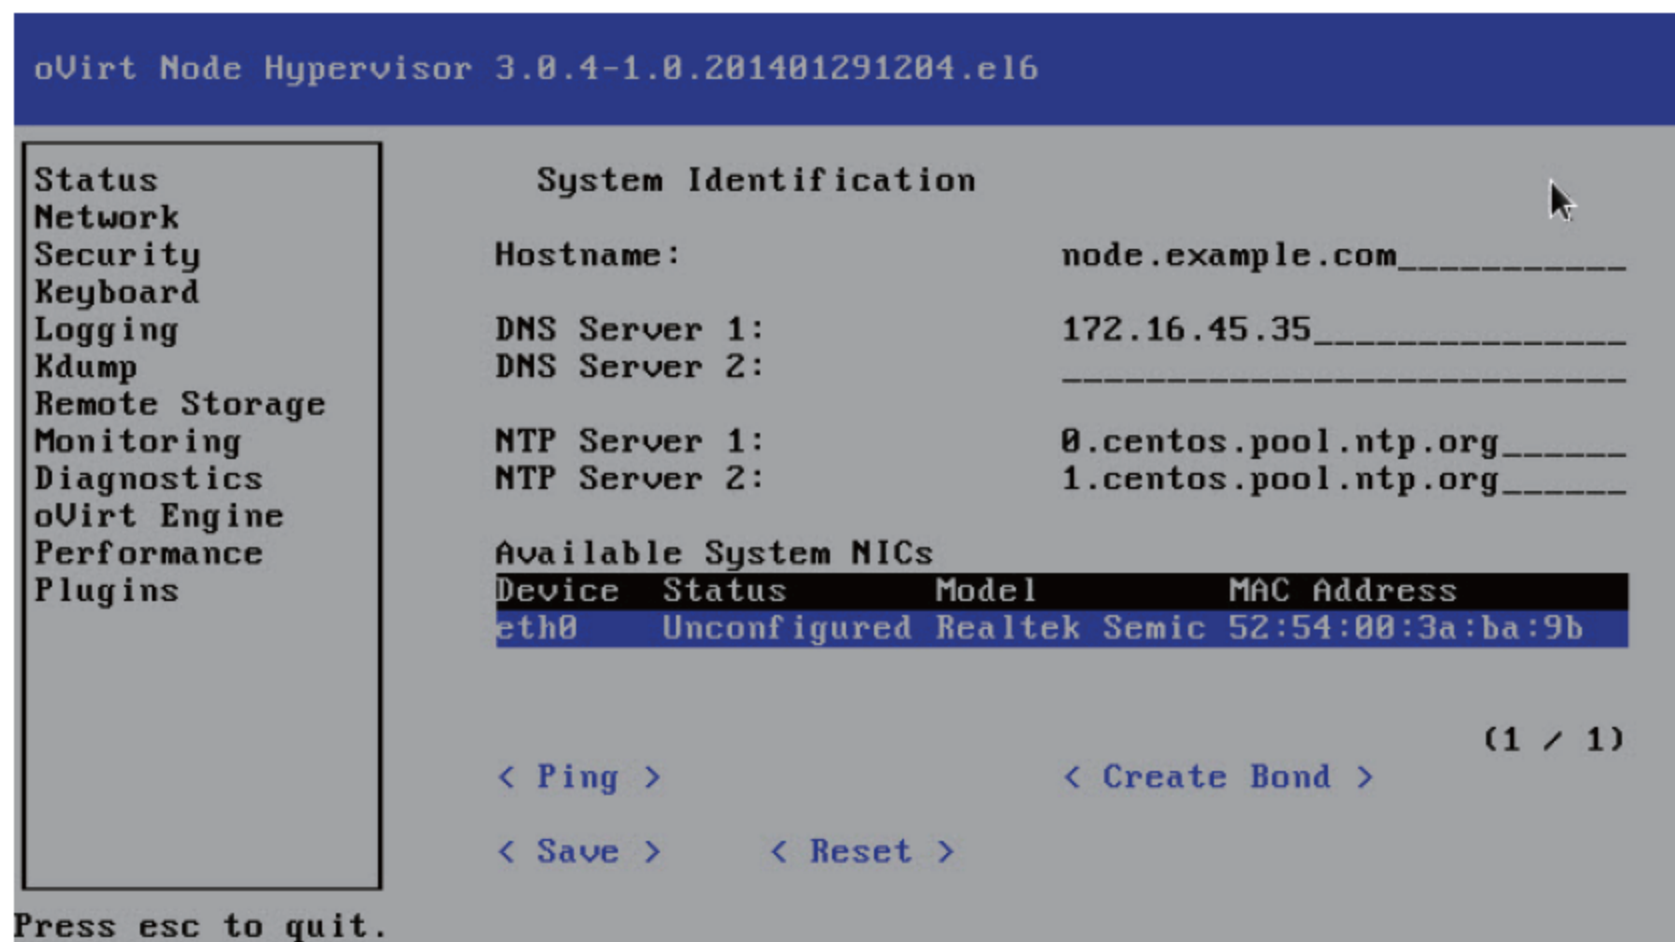 oVirt Node Hypervisor 3.0.4-1.0.201401291204.el6
Status
Network
Security
Keyboard
Logging
Kdump
Remote Storage
Monitoring
Diagnostics
oVirt Engine
Performance
Plugins
System Identification
Hostname: node.example.com___________
DNS Server 1: 172.16.45.35_______________
DNS Server 2: ___________________________
NTP Server 1: 0.centos.pool.ntp.org______
NTP Server 2: 1.centos.pool.ntp.org______
Available System NICs
Device Status Model MAC Address
eth0 Unconfigured Realtek Semic 52:54:00:3a:ba:9b
(1 / 1)
< Ping > < Create Bond >
< Save > < Reset >
Press esc to quit.